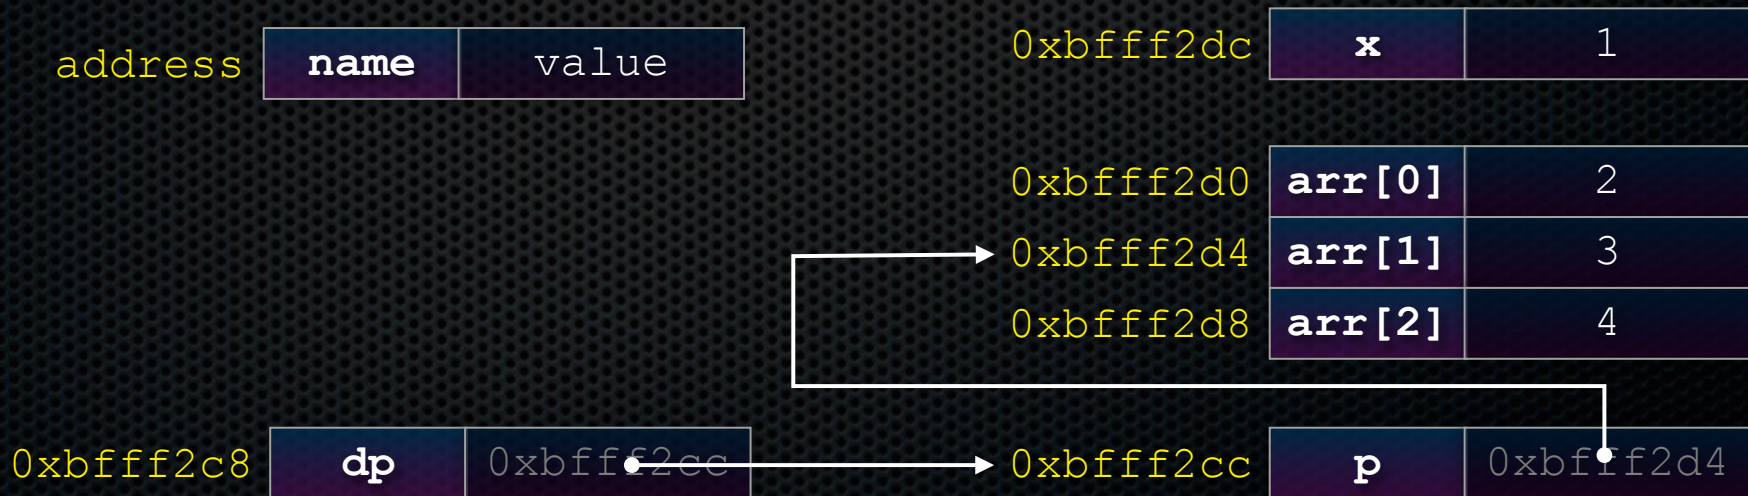 address name value
0xbfff2dc x 1
0xbfff2d0 arr[0] 2
0xbfff2d4 arr[1] 3
0xbfff2d8 arr[2] 4
0xbfff2c8 dp 0xbfff2cc
0xbfff2cc p 0xbfff2d4